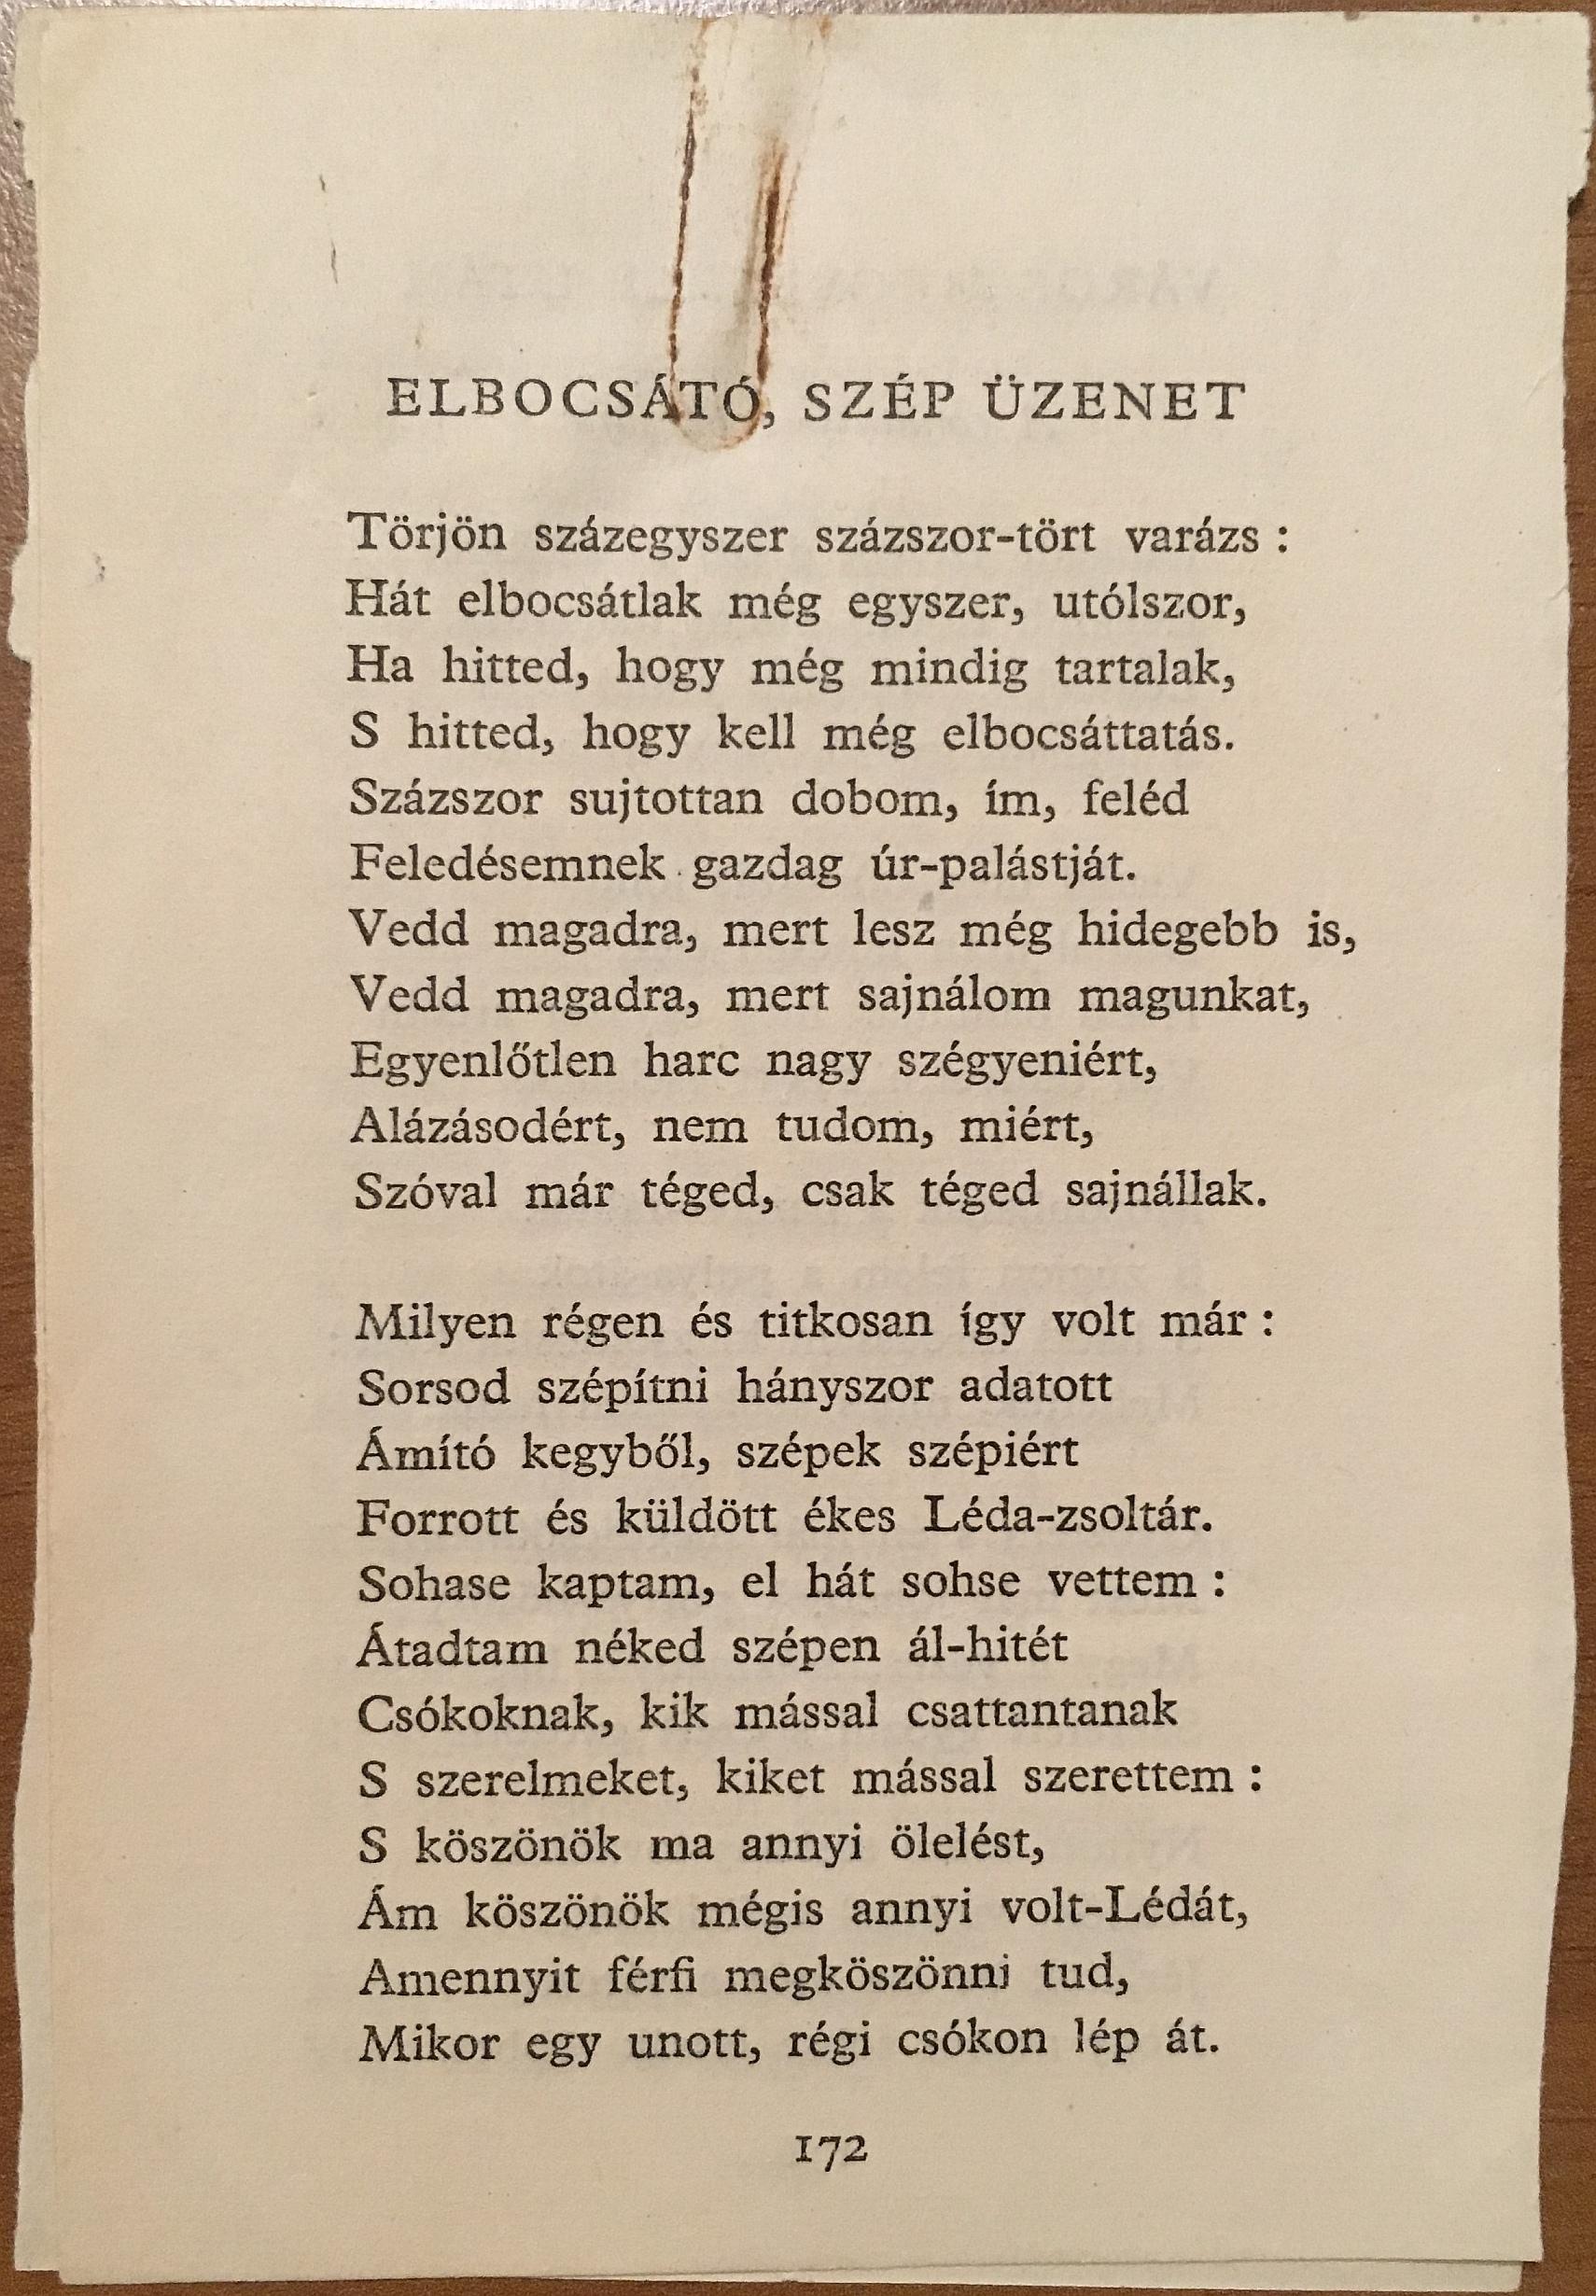 ELBOCSÁTÓ, SZÉP ÜZENET
Törjön százegyszer százszor-tört varázs :
Hát elbocsátlak még egyszer, utólszor,
Ha hitted, hogy még mindig tartalak,
S hitted, hogy kell még elbocsáttatás.
Százszor sujtottan dobom, ím, feléd
Feledésemnek gazdag úr-palástját.
Vedd magadra, mert lesz még hidegebb is,
Vedd magadra, mert sajnálom magunkat,
Egyenlőtlen harc nagy szégyeniért,
Alázásodért, nem tudom, miért,
Szóval már téged, csak téged sajnállak.
Milyen régen és titkosan így volt már :
Sorsod szépítni hányszor adatott
Ámító kegyből, szépek szépiért
Forrott és küldött ékes Léda-zsoltár.
Sohase kaptam, el hát sohse vettem :
Átadtam néked szépen ál-hitét
Csókoknak, kik mással csattantanak
S szerelmeket, kiket mással szerettem :
S köszönök ma annyi ölelést,
Ám köszönök mégis annyi volt-Lédát,
Amennyit férfi megköszönni tud,
Mikor egy unott, régi csókon lép át.
172